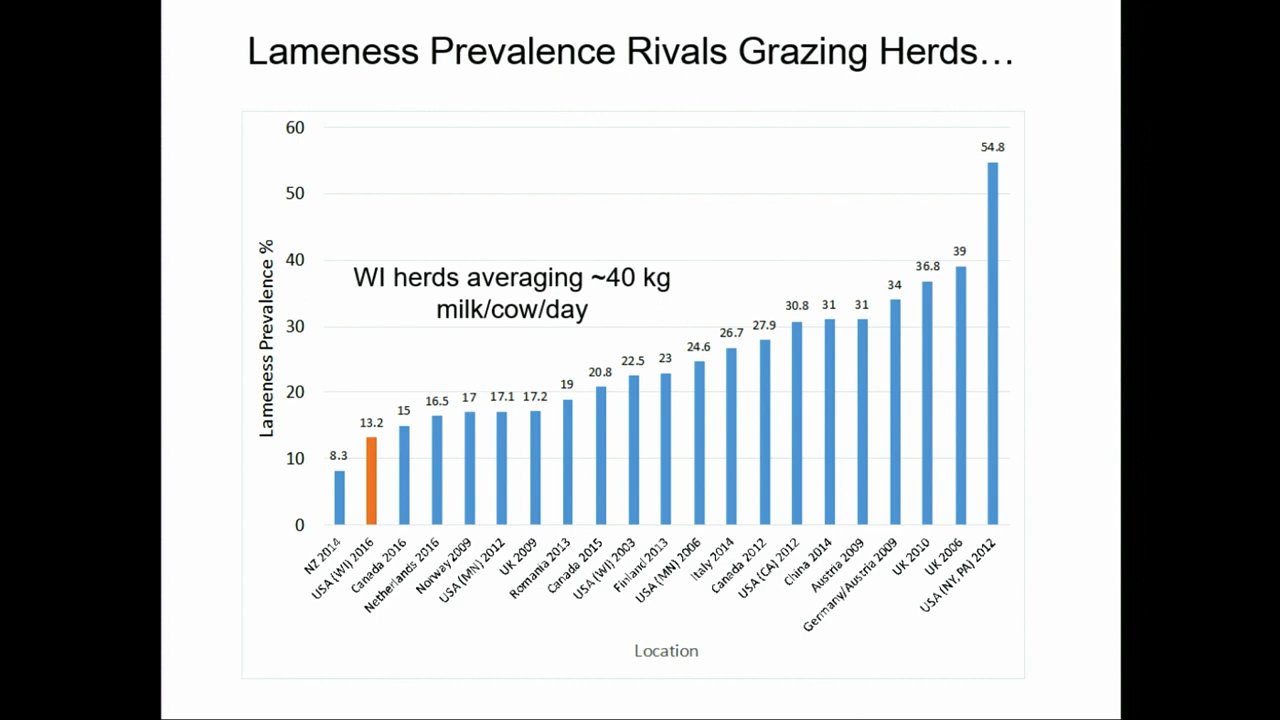 Lameness Prevalence Rivals Grazing Herds…
60
50
40
30
20
10
0
Lameness Prevalence %
WI herds averaging ~40 kg
milk/cow/day
8.3
13.2
15
16.5
17
17.1
17.2
19
20.8
22.5
23
24.6
26.7
27.9
30.8
31
31
34
36.8
39
54.8
NZ 2014
USA (WI) 2016
Canada 2016
Netherlands 2016
Norway 2009
USA (MN) 2012
UK 2009
Romania 2013
Canada 2015
USA (WI) 2003
Finland 2013
USA (MN) 2006
Italy 2014
Canada 2012
USA (CA) 2012
China 2014
Austria 2009
Germany/Austria 2009
UK 2010
UK 2006
USA (NY, PA) 2012
Location